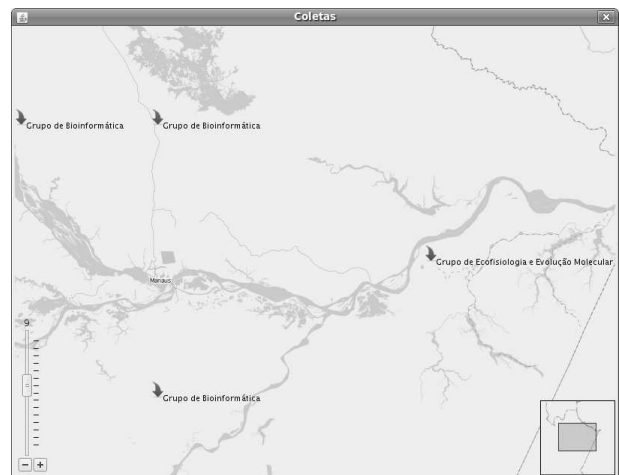 Coletas
Grupo de Bioinformática
Grupo de Bioinformática
Grupo de Ecofisiologia e Evolução Molecular
Manaus
9
Grupo de Bioinformática